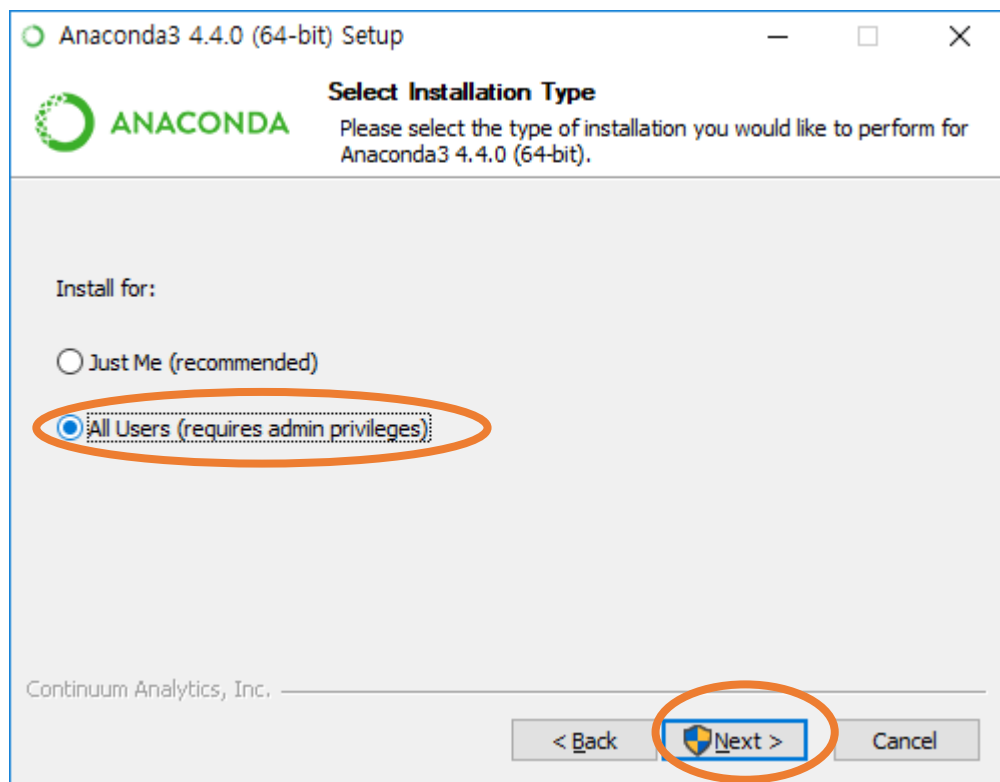 Anaconda3 4.4.0 (64-bit) Setup
ANACONDA
Select Installation Type
Please select the type of installation you would like to perform for
Anaconda3 4.4.0 (64-bit).
Install for:
Just Me (recommended)
All Users (requires admin privileges)
Continuum Analytics, Inc.
< Back
Next >
Cancel